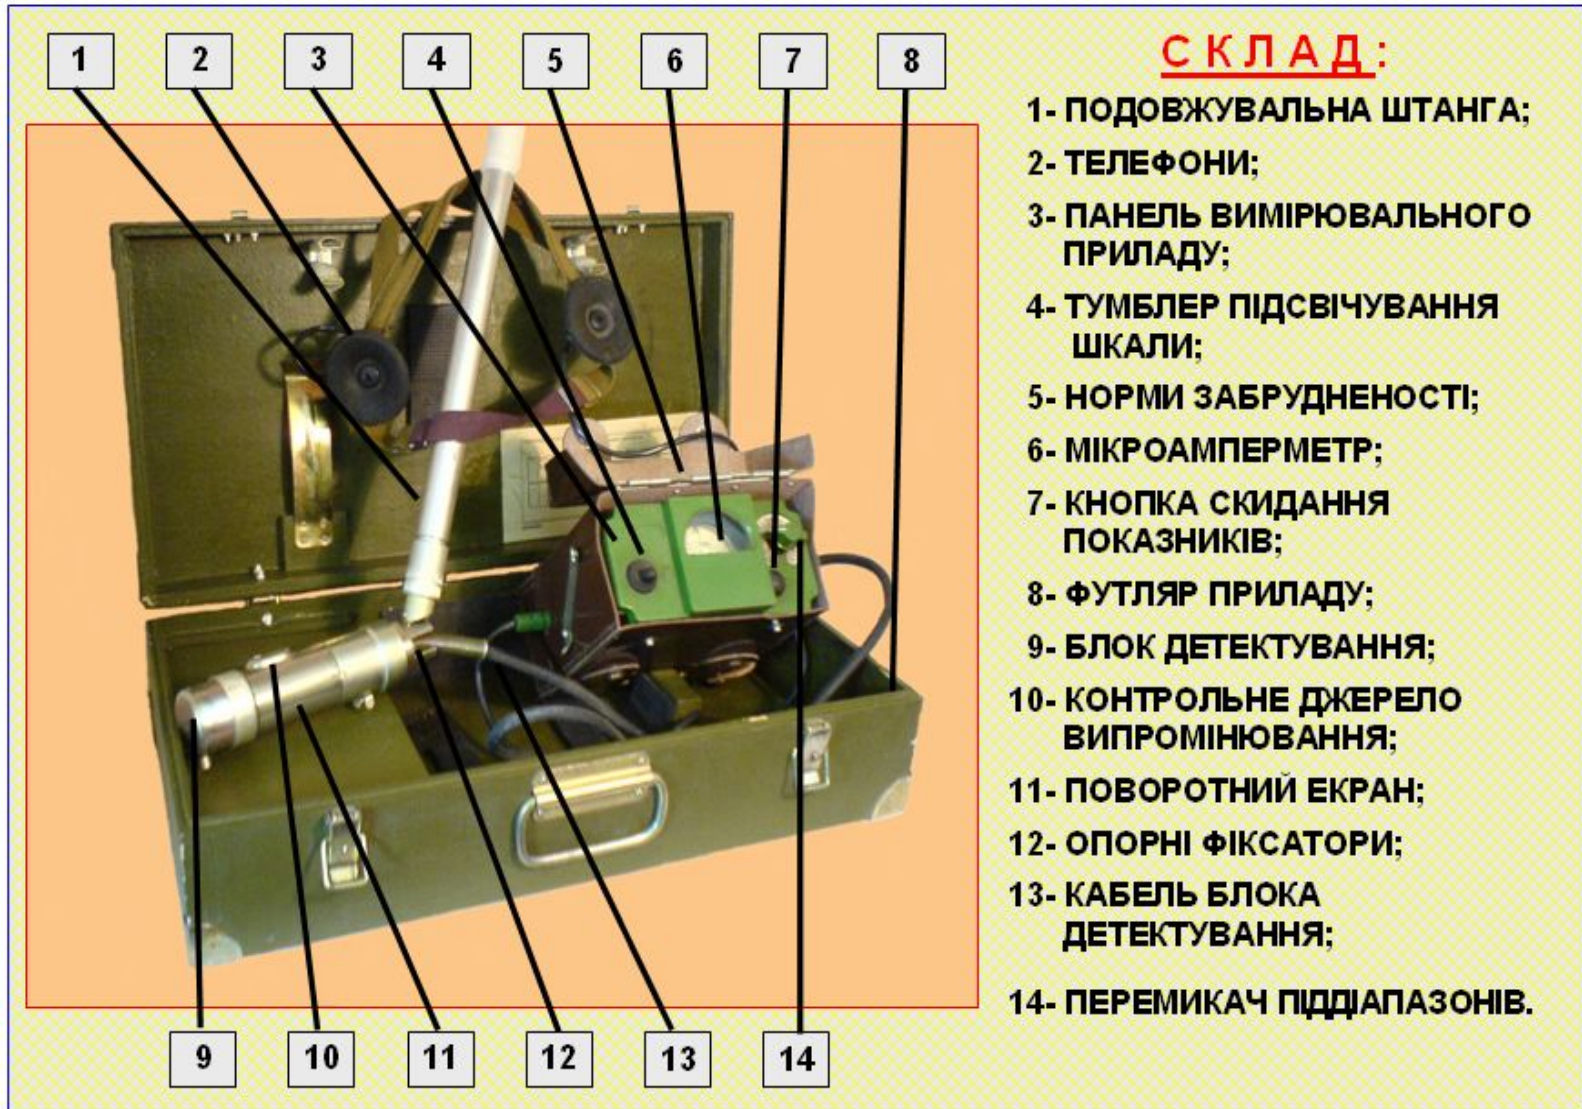 1 2 3 4 5 6 7 8
С К Л А Д :
1- ПОДОВЖУВАЛЬНА ШТАНГА;
2- ТЕЛЕФОНИ;
3- ПАНЕЛЬ ВИМІРЮВАЛЬНОГО
ПРИЛАДУ;
4- ТУМБЛЕР ПІДСВІЧУВАННЯ
ШКАЛИ;
5- НОРМИ ЗАБРУДНЕНОСТІ;
6- МІКРОАМПЕРМЕТР;
7- КНОПКА СКИДАННЯ
ПОКАЗНИКІВ;
8- ФУТЛЯР ПРИЛАДУ;
9- БЛОК ДЕТЕКТУВАННЯ;
10- КОНТРОЛЬНЕ ДЖЕРЕЛО
ВИПРОМІНЮВАННЯ;
11- ПОВОРОТНИЙ ЕКРАН;
12- ОПОРНІ ФІКСАТОРИ;
13- КАБЕЛЬ БЛОКА
ДЕТЕКТУВАННЯ;
14- ПЕРЕМИКАЧ ПІДДІАПАЗОНІВ.
9 10 11 12 13 14